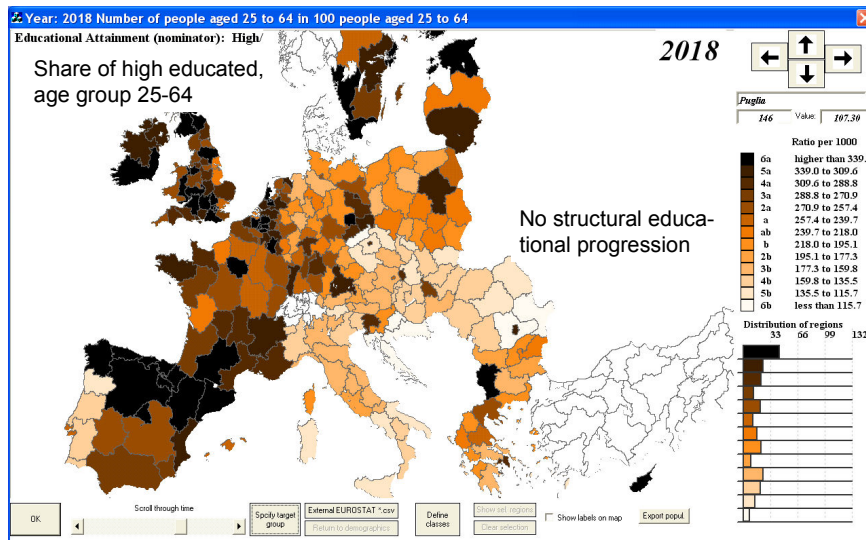 Year: 2018 Number of people aged 25 to 64 in 100 people aged 25 to 64
Educational Attainment (nominator): High/
2018
Share of high educated,
age group 25-64
Puglia
146 Value: 107.30
Ratio per 1000
6a higher than 339.
5a 339.0 to 309.6
4a 309.6 to 288.8
3a 288.8 to 270.9
2a 270.9 to 257.4
a 257.4 to 239.7
ab 239.7 to 218.0
b 218.0 to 195.1
2b 195.1 to 177.3
3b 177.3 to 159.8
4b 159.8 to 135.5
5b 135.5 to 115.7
6b less than 115.7
No structural educa-
tional progression
Distribution of regions
33 66 99 132
OK
Scroll through time
Spcify target
group
External EUROSTAT *.csv
Return to demographics
Define
classes
Show sel. regions
Clear selection
Show labels on map
Export popul